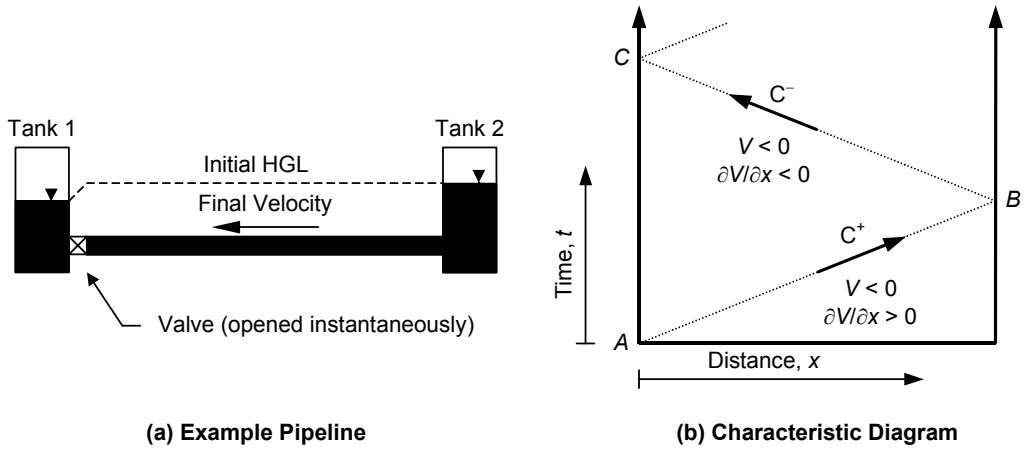 Tank 1
Tank 2
Initial HGL
Final Velocity
Valve (opened instantaneously)
(a) Example Pipeline
C
C⁻
V < 0
∂V/∂x < 0
B
Time, t
C⁺
V < 0
∂V/∂x > 0
A
Distance, x
(b) Characteristic Diagram